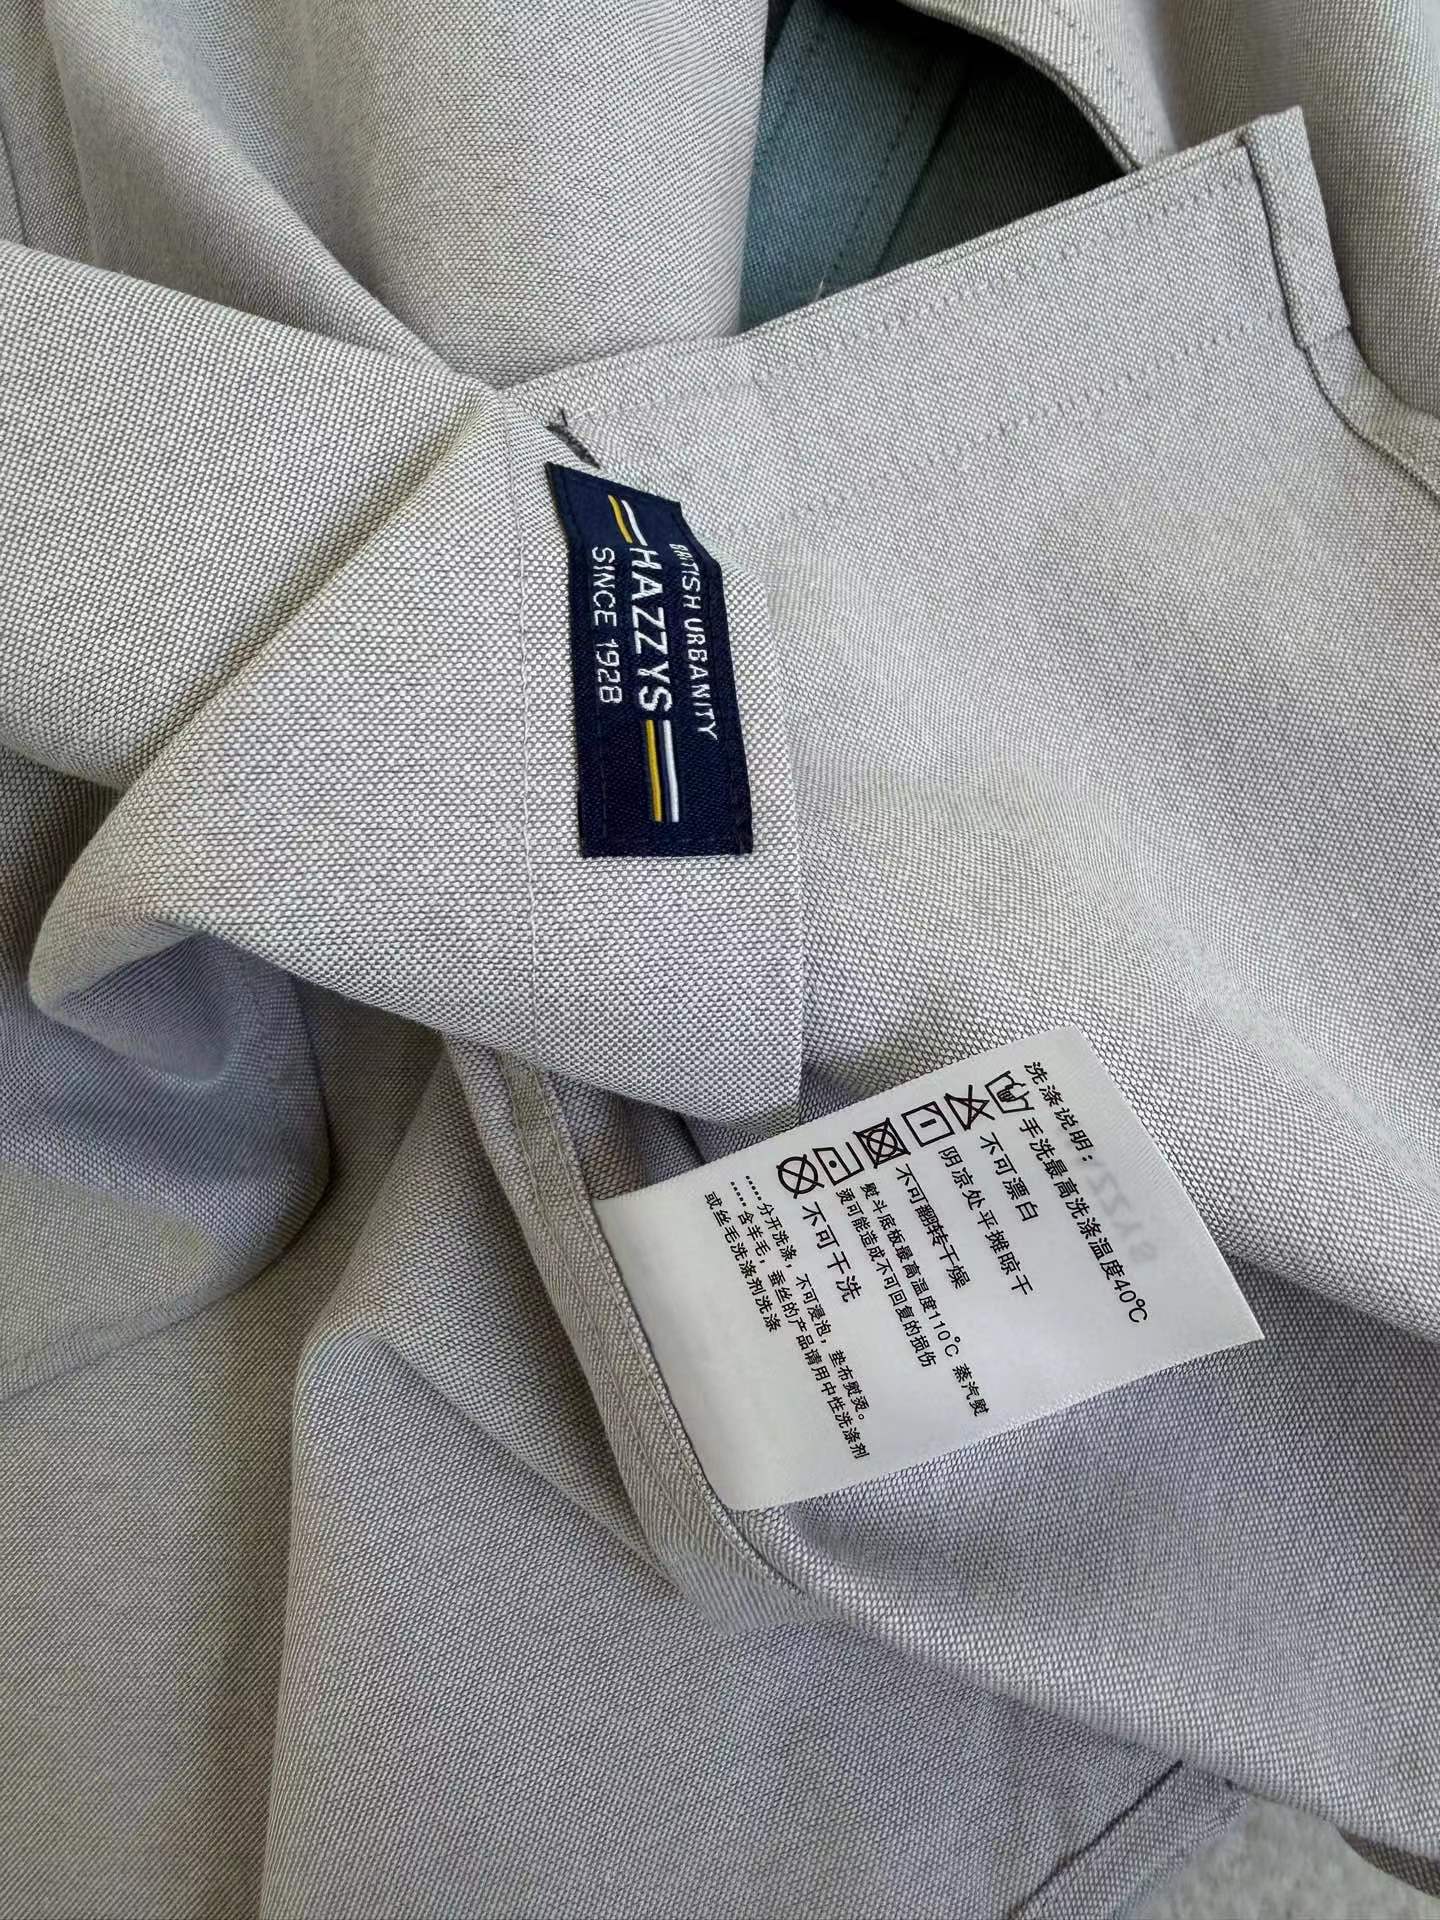 BRITISH URBANITY
HAZZYS
SINCE 1928
洗涤说明：
手洗最高洗涤温度40℃
不可漂白
阴凉处平摊晾干
不可翻转干燥
熨斗底板最高温度110℃ 蒸汽熨
烫可能造成不可回复的损伤
不可干洗
……分开洗涤，不可浸泡，垫布熨烫。
……含羊毛，蚕丝的产品请用中性洗涤剂
或丝毛洗涤剂洗涤